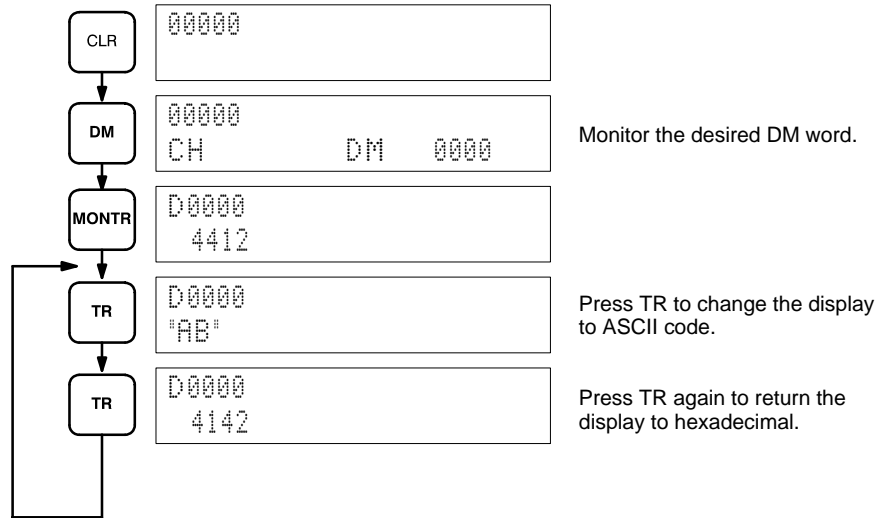 CLR
00000
DM
00000
CH DM 0000
Monitor the desired DM word.
MONTR
D0000
4412
TR
D0000
"AB"
Press TR to change the display
to ASCII code.
TR
D0000
4142
Press TR again to return the
display to hexadecimal.